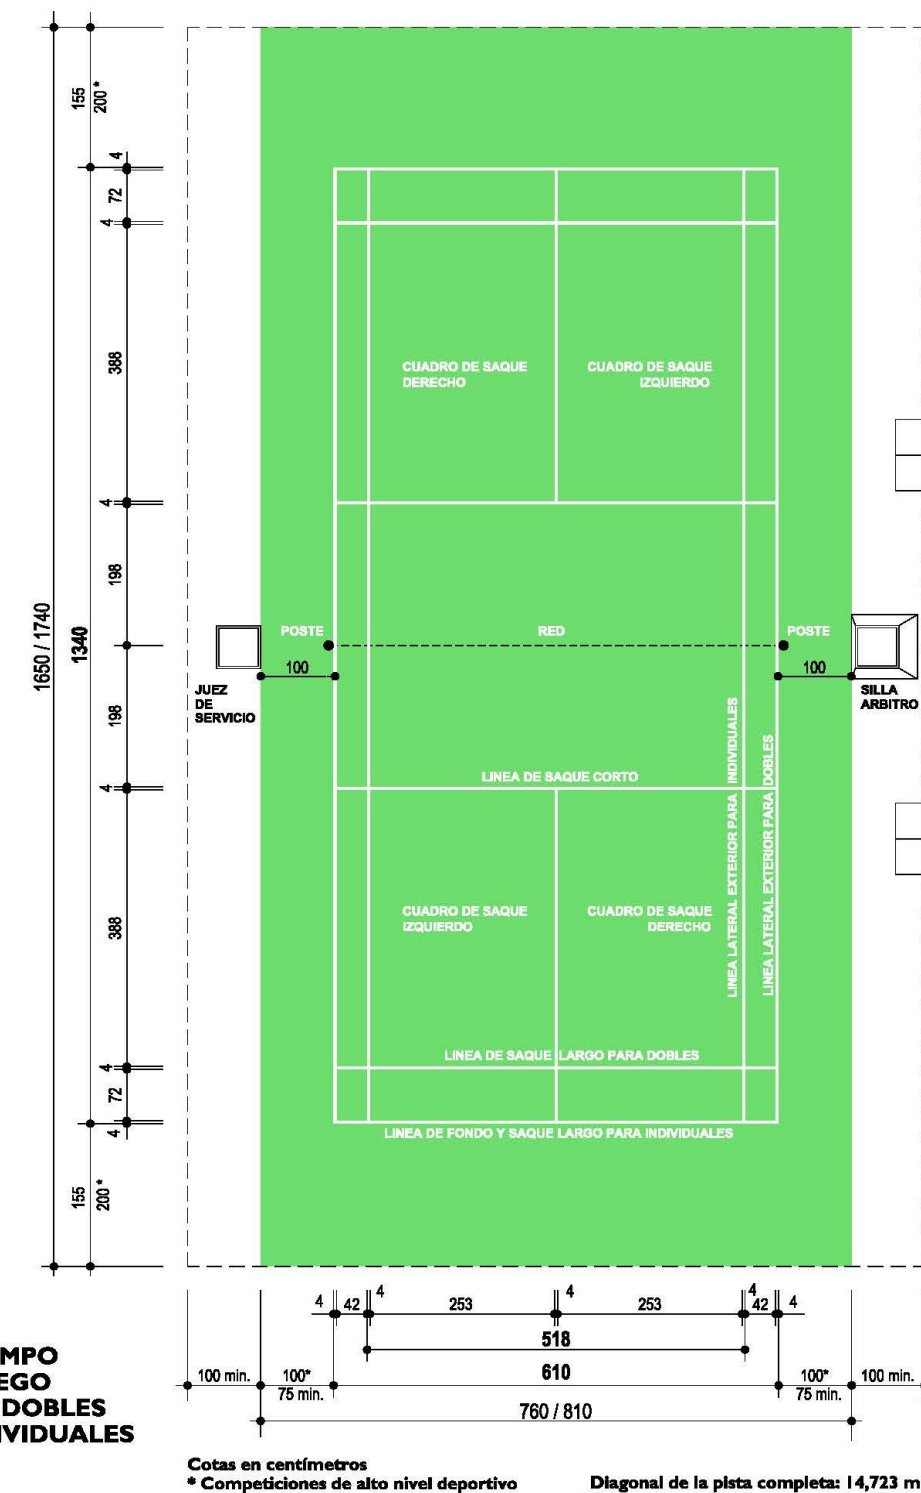 155
200 *
4
72
4
388
4
198
198
4
388
4
72
4
155
200 *
1340
1650 / 1740
CUADRO DE SAQUE
DERECHO
CUADRO DE SAQUE
IZQUIERDO
POSTE
RED
POSTE
100
100
JUEZ
DE
SERVICIO
SILLA
ARBITRO
LINEA DE SAQUE CORTO
LINEA LATERAL EXTERIOR PARA INDIVIDUALES
LINEA LATERAL EXTERIOR PARA DOBLES
CUADRO DE SAQUE
IZQUIERDO
CUADRO DE SAQUE
DERECHO
LINEA DE SAQUE LARGO PARA DOBLES
LINEA DE FONDO Y SAQUE LARGO PARA INDIVIDUALES
4 42 4 253 4 253 4 42 4
518
610
100 min. 100* 100* 100 min.
75 min. 75 min.
760 / 810
MPO
EGO
DOBLES
IVIDUALES
Cotas en centímetros
* Competiciones de alto nivel deportivo
Diagonal de la pista completa: 14,723 m